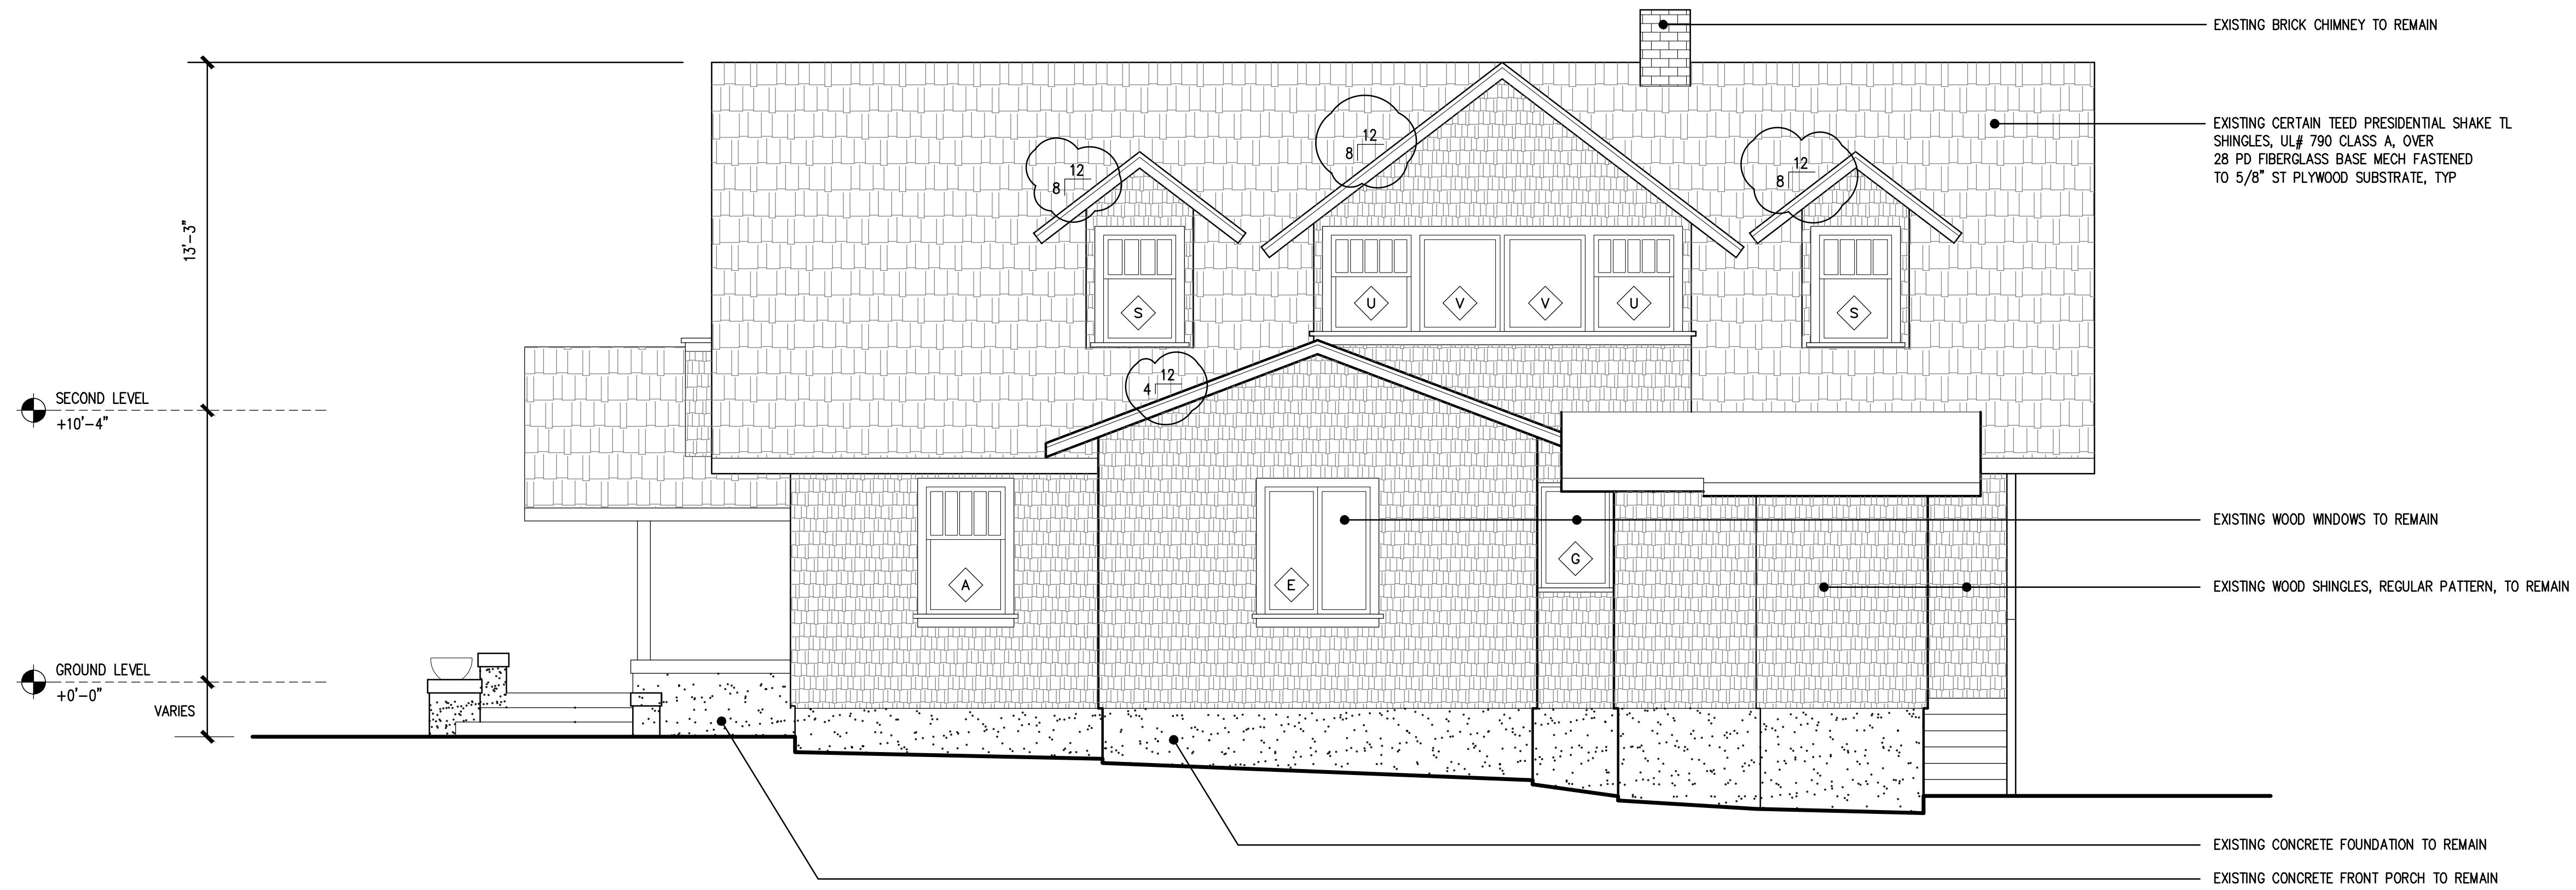 EXISTING BRICK CHIMNEY TO REMAIN
EXISTING CERTAIN TEED PRESIDENTIAL SHAKE TL
SHINGLES, UL# 790 CLASS A, OVER
28 PD FIBERGLASS BASE MECH FASTENED
TO 5/8" ST PLYWOOD SUBSTRATE, TYP
12
8
12
8
12
8
13'-3"
S
U
V
V
U
S
12
4
SECOND LEVEL
+10'-4"
EXISTING WOOD WINDOWS TO REMAIN
A
E
G
EXISTING WOOD SHINGLES, REGULAR PATTERN, TO REMAIN
GROUND LEVEL
+0'-0"
VARIES
EXISTING CONCRETE FOUNDATION TO REMAIN
EXISTING CONCRETE FRONT PORCH TO REMAIN